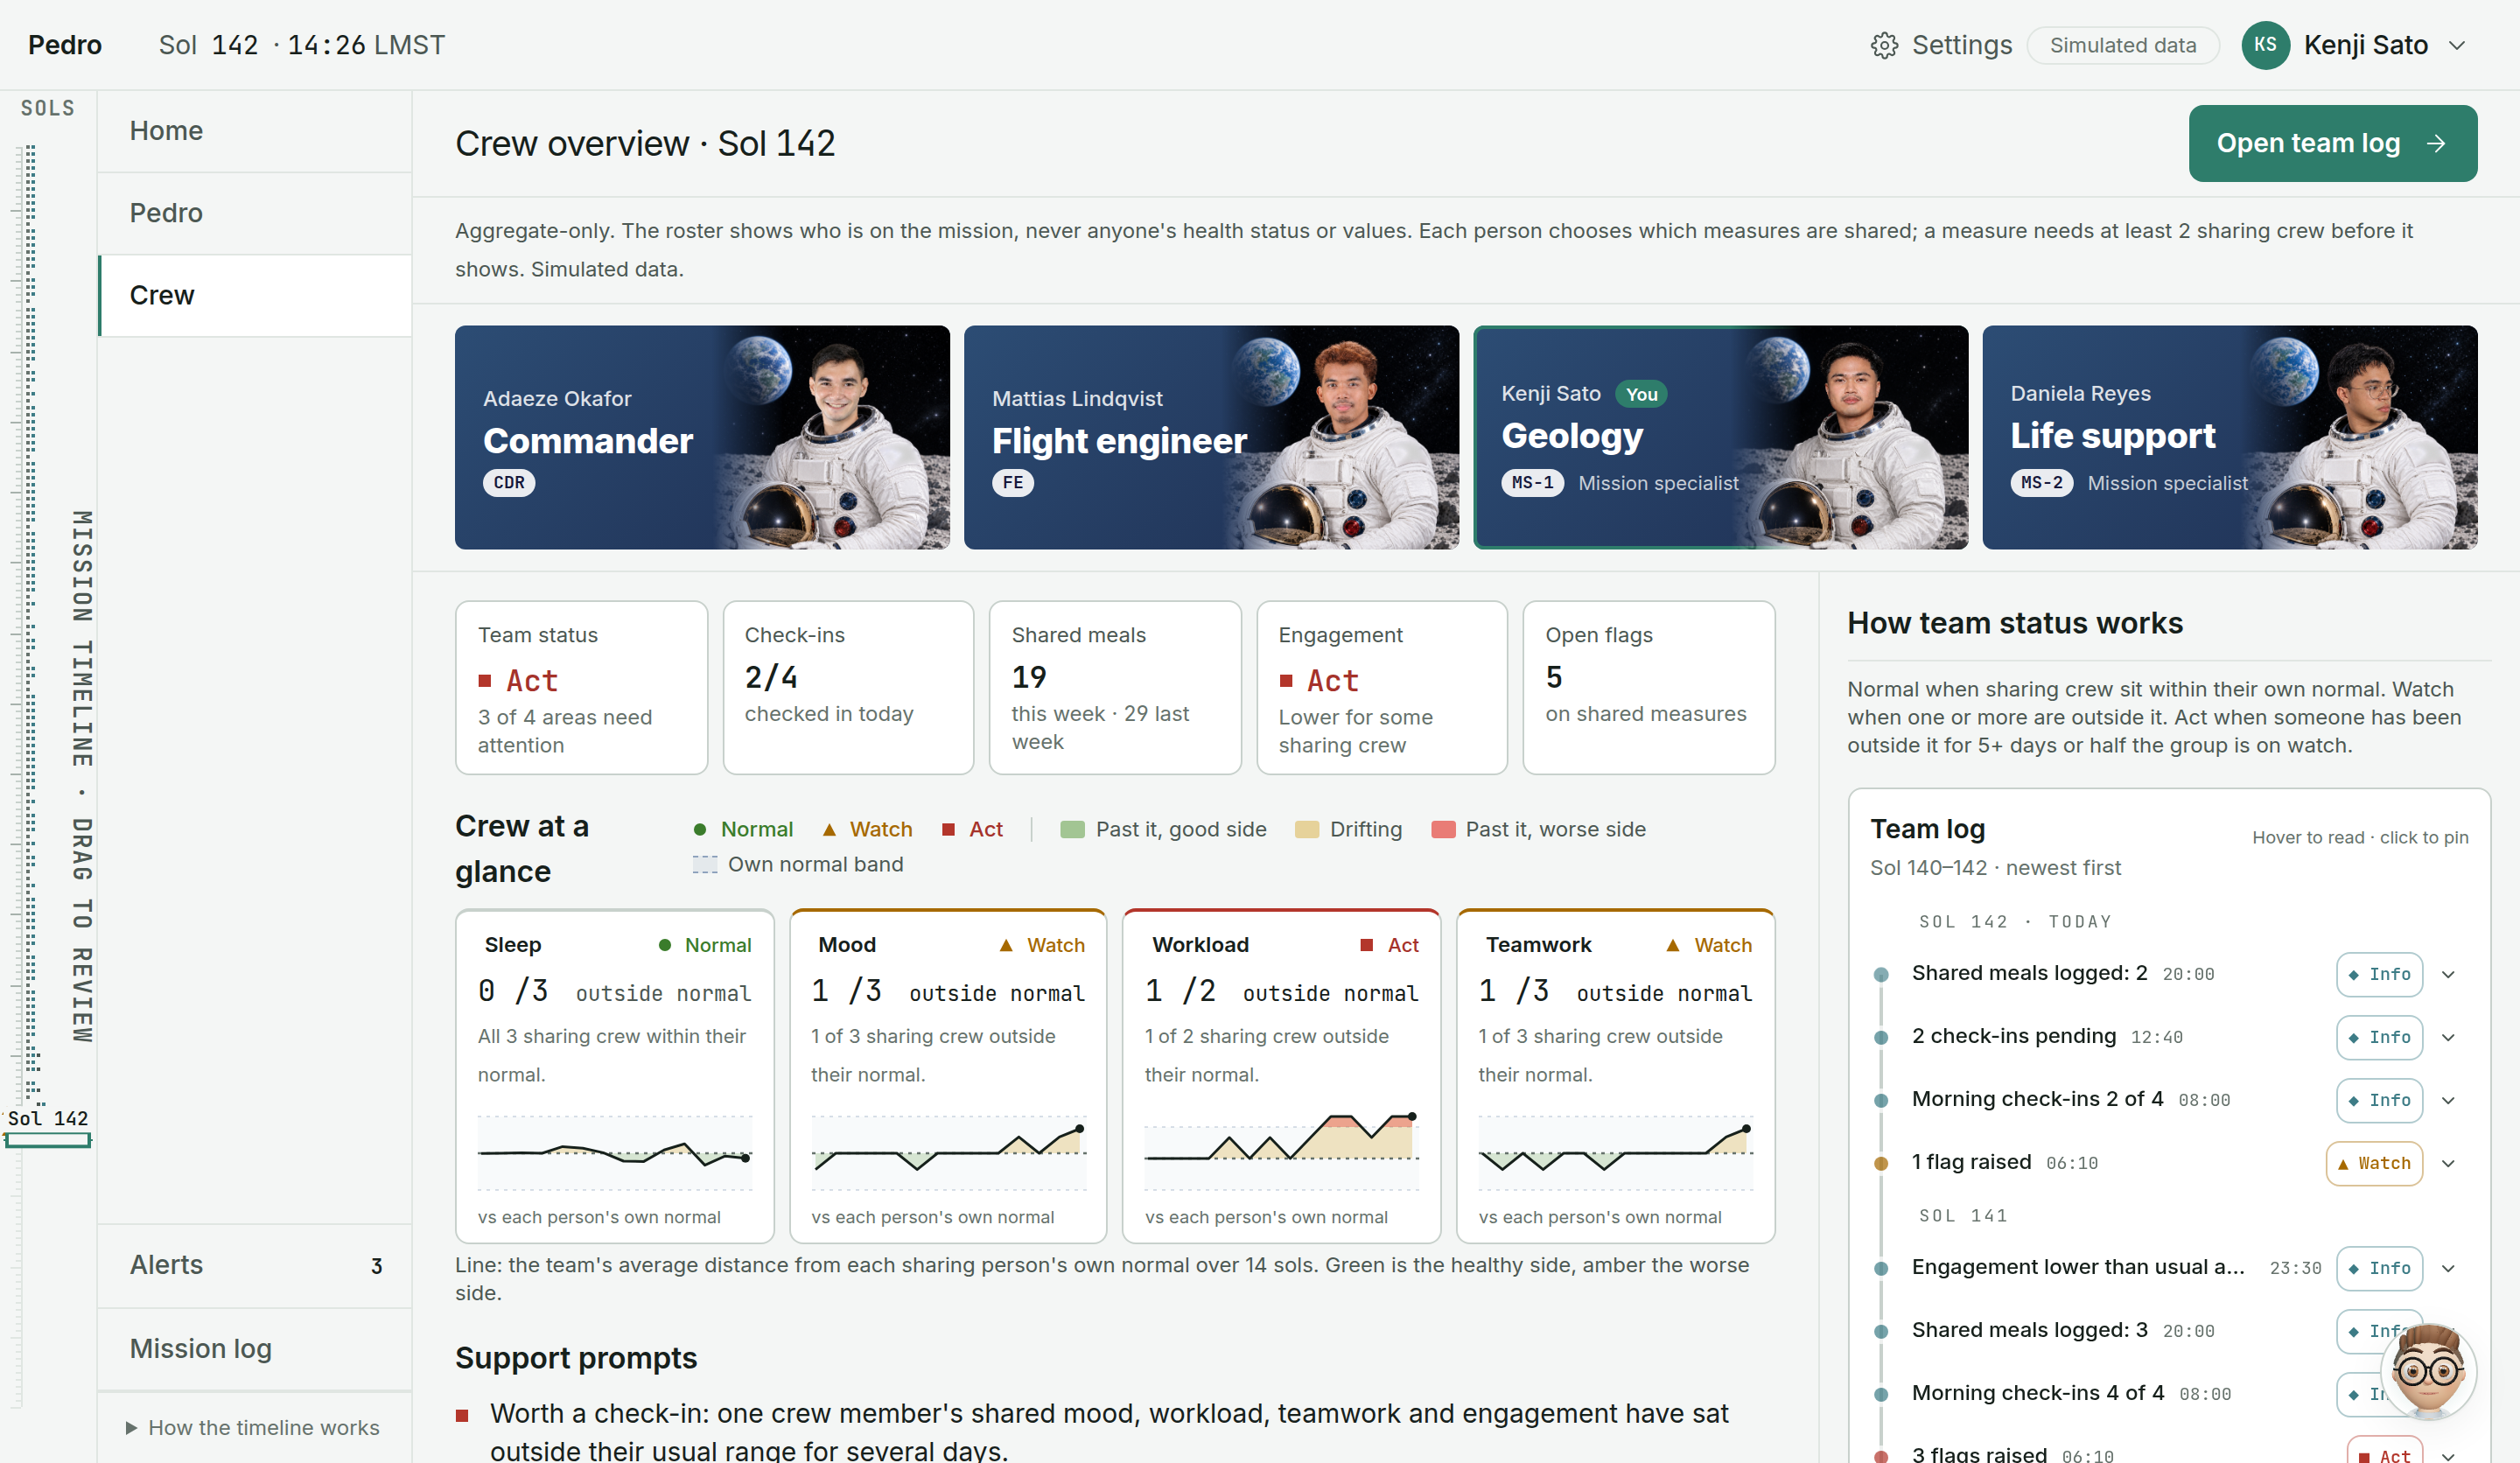 Pedro
Sol 142 · 14:26 LMST
Settings
Simulated data
KS
Kenji Sato
SOLS
MISSION TIMELINE · DRAG TO REVIEW
Sol 142
Home
Pedro
Crew
Alerts 3
Mission log
How the timeline works
Crew overview · Sol 142
Open team log
Aggregate-only. The roster shows who is on the mission, never anyone's health status or values. Each person chooses which measures are shared; a measure needs at least 2 sharing crew before it
shows. Simulated data.
Adaeze Okafor
Commander
CDR
Mattias Lindqvist
Flight engineer
FE
Kenji Sato You
Geology
MS-1 Mission specialist
Daniela Reyes
Life support
MS-2 Mission specialist
Team status
Act
3 of 4 areas need
attention
Check-ins
2/4
checked in today
Shared meals
19
this week · 29 last
week
Engagement
Act
Lower for some
sharing crew
Open flags
5
on shared measures
Crew at a
glance
Normal Watch Act Past it, good side Drifting Past it, worse side
Own normal band
Sleep Normal
0 /3 outside normal
All 3 sharing crew within their
normal.
vs each person's own normal
Mood Watch
1 /3 outside normal
1 of 3 sharing crew outside
their normal.
vs each person's own normal
Workload Act
1 /2 outside normal
1 of 2 sharing crew outside
their normal.
vs each person's own normal
Teamwork Watch
1 /3 outside normal
1 of 3 sharing crew outside
their normal.
vs each person's own normal
Line: the team's average distance from each sharing person's own normal over 14 sols. Green is the healthy side, amber the worse
side.
Support prompts
Worth a check-in: one crew member's shared mood, workload, teamwork and engagement have sat
outside their usual range for several days.
How team status works
Normal when sharing crew sit within their own normal. Watch
when one or more are outside it. Act when someone has been
outside it for 5+ days or half the group is on watch.
Team log
Hover to read · click to pin
Sol 140–142 · newest first
SOL 142 · TODAY
Shared meals logged: 2 20:00 Info
2 check-ins pending 12:40 Info
Morning check-ins 2 of 4 08:00 Info
1 flag raised 06:10 Watch
SOL 141
Engagement lower than usual a... 23:30 Info
Shared meals logged: 3 20:00
Morning check-ins 4 of 4 08:00
3 flags raised 06:10 Act